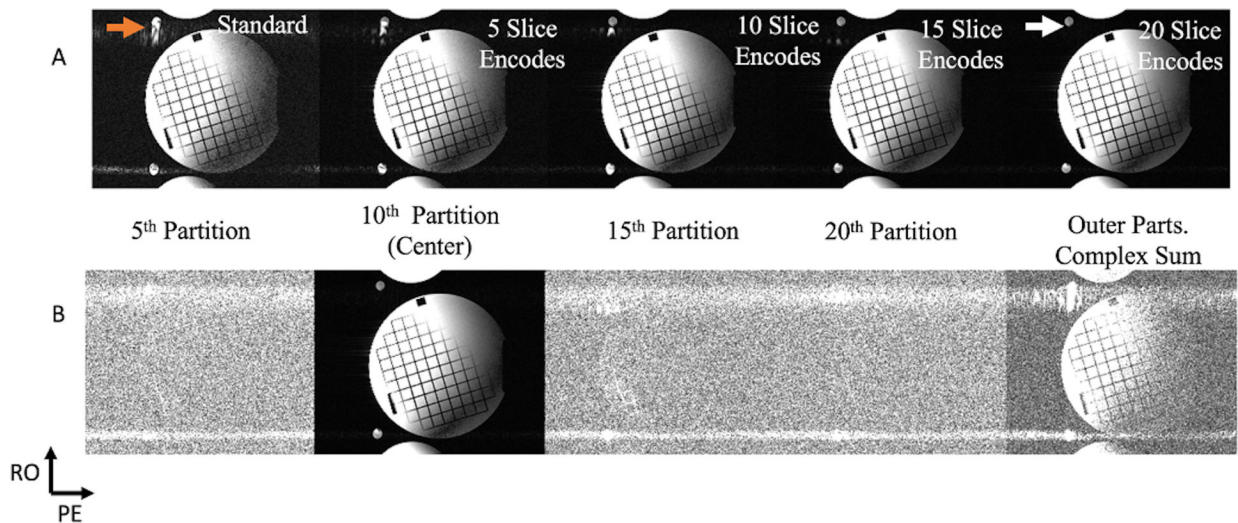 A
Standard
5 Slice
Encodes
10 Slice
Encodes
15 Slice
Encodes
20 Slice
Encodes
5th Partition
10th Partition
(Center)
15th Partition
20th Partition
Outer Parts.
Complex Sum
B
RO
PE